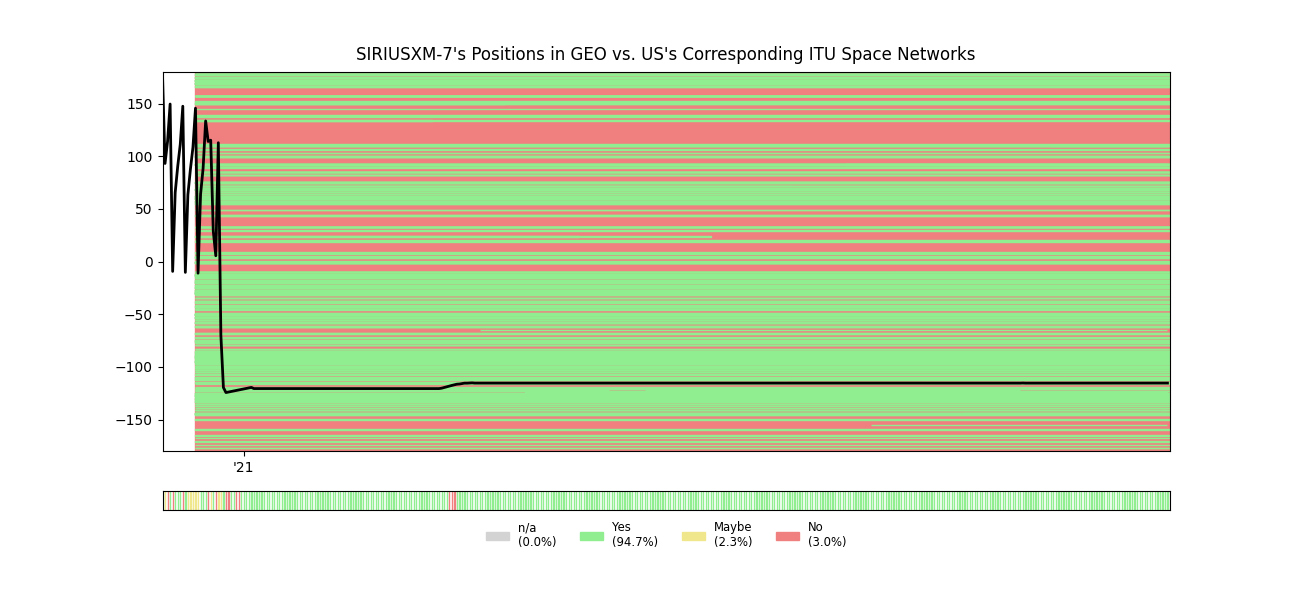 SIRIUSXM-7's Positions in GEO vs. US's Corresponding ITU Space Networks
150
100
50
0
−50
−100
−150
'21
n/a
(0.0%)
Yes
(94.7%)
Maybe
(2.3%)
No
(3.0%)